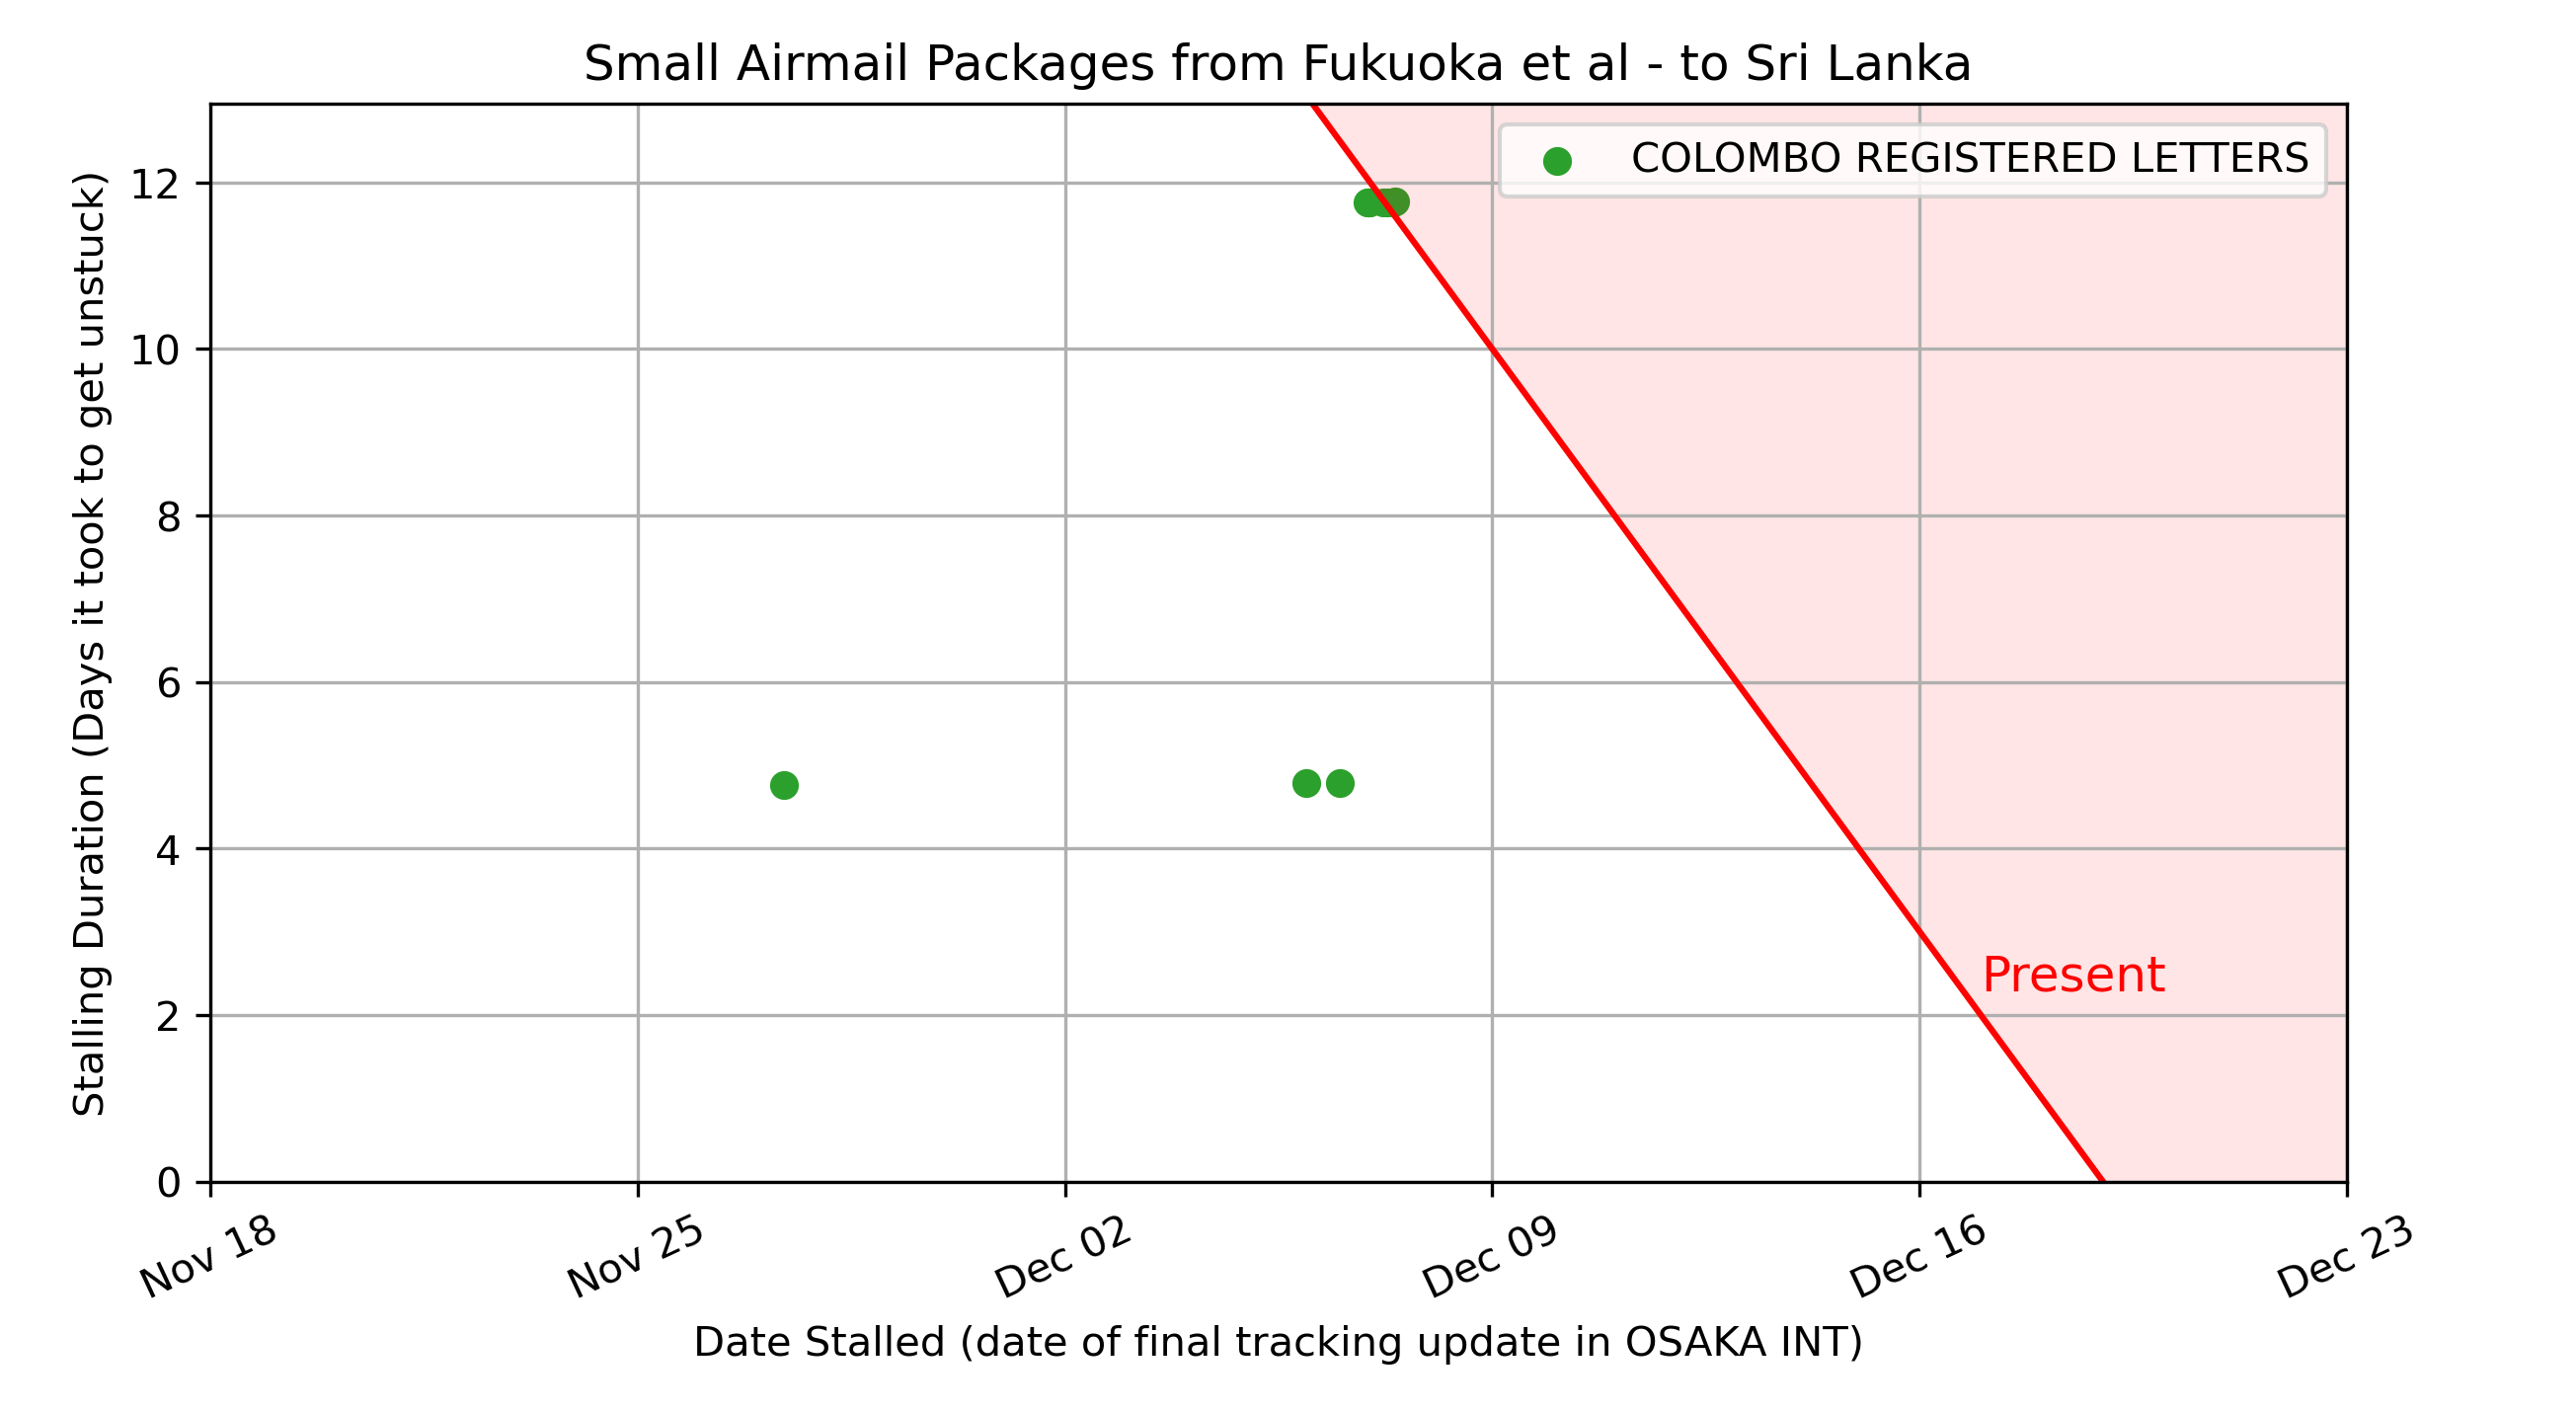 Small Airmail Packages from Fukuoka et al - to Sri Lanka
COLOMBO REGISTERED LETTERS
Stalling Duration (Days it took to get unstuck)
12
10
8
6
4
2
0
Present
Nov 18
Nov 25
Dec 02
Dec 09
Dec 16
Dec 23
Date Stalled (date of final tracking update in OSAKA INT)